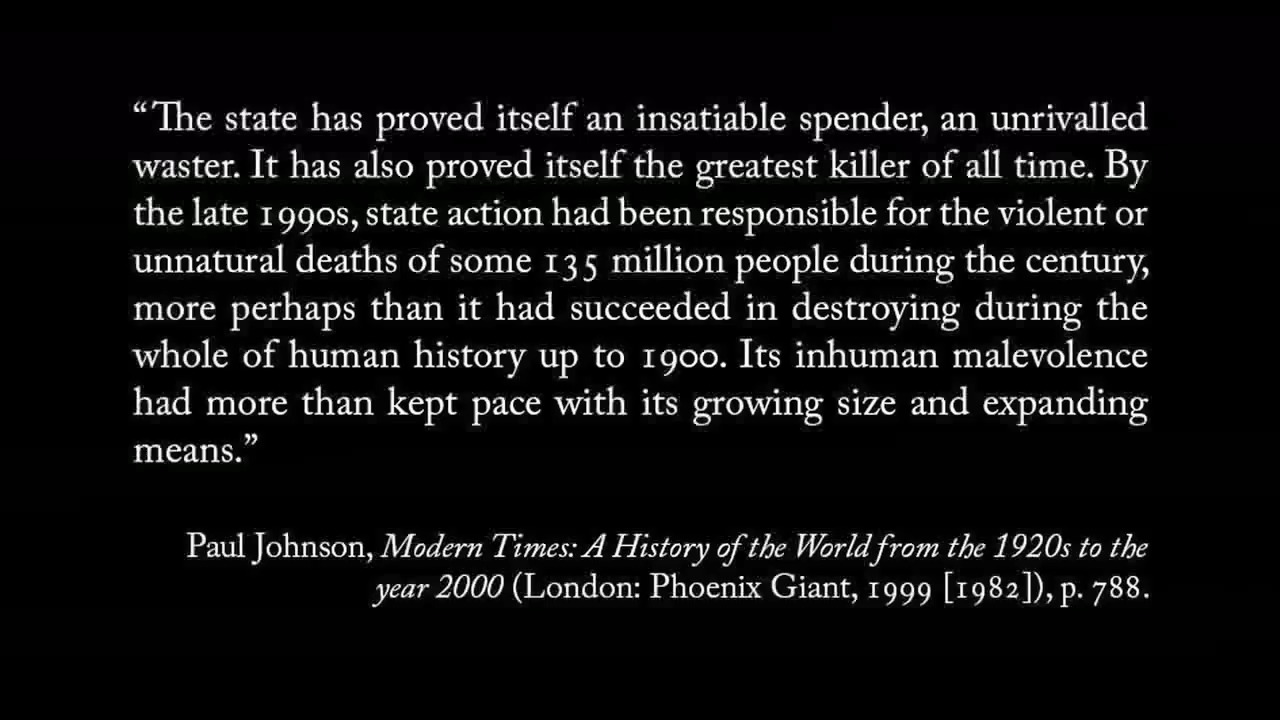 “The state has proved itself an insatiable spender, an unrivalled
waster. It has also proved itself the greatest killer of all time. By
the late 1990s, state action had been responsible for the violent or
unnatural deaths of some 135 million people during the century,
more perhaps than it had succeeded in destroying during the
whole of human history up to 1900. Its inhuman malevolence
had more than kept pace with its growing size and expanding
means.”
Paul Johnson, Modern Times: A History of the World from the 1920s to the
year 2000 (London: Phoenix Giant, 1999 [1982]), p. 788.